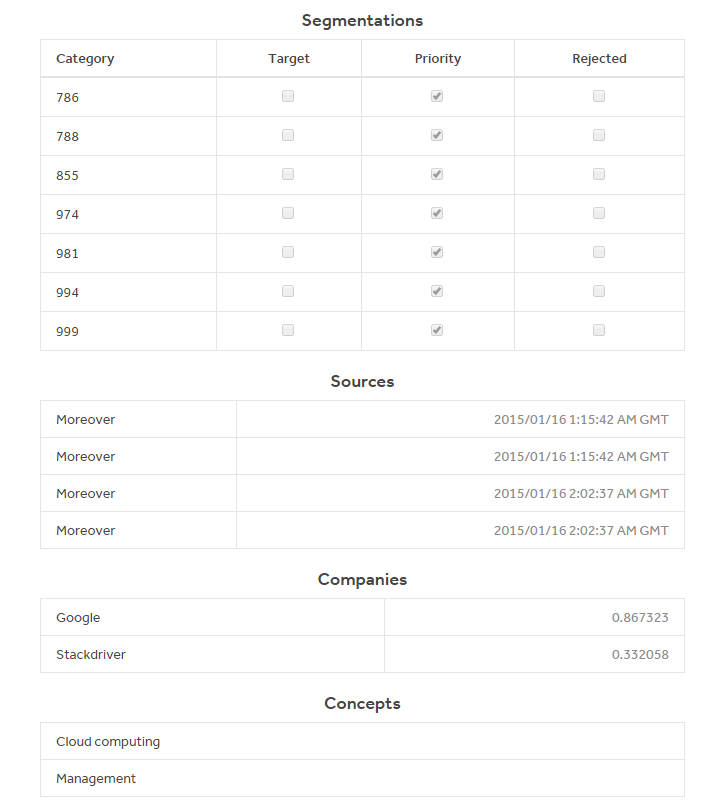 Segmentations
Category Target Priority Rejected
786
788
855
974
981
994
999
Sources
Moreover 2015/01/16 1:15:42 AM GMT
Moreover 2015/01/16 1:15:42 AM GMT
Moreover 2015/01/16 2:02:37 AM GMT
Moreover 2015/01/16 2:02:37 AM GMT
Companies
Google 0.867323
Stackdriver 0.332058
Concepts
Cloud computing
Management